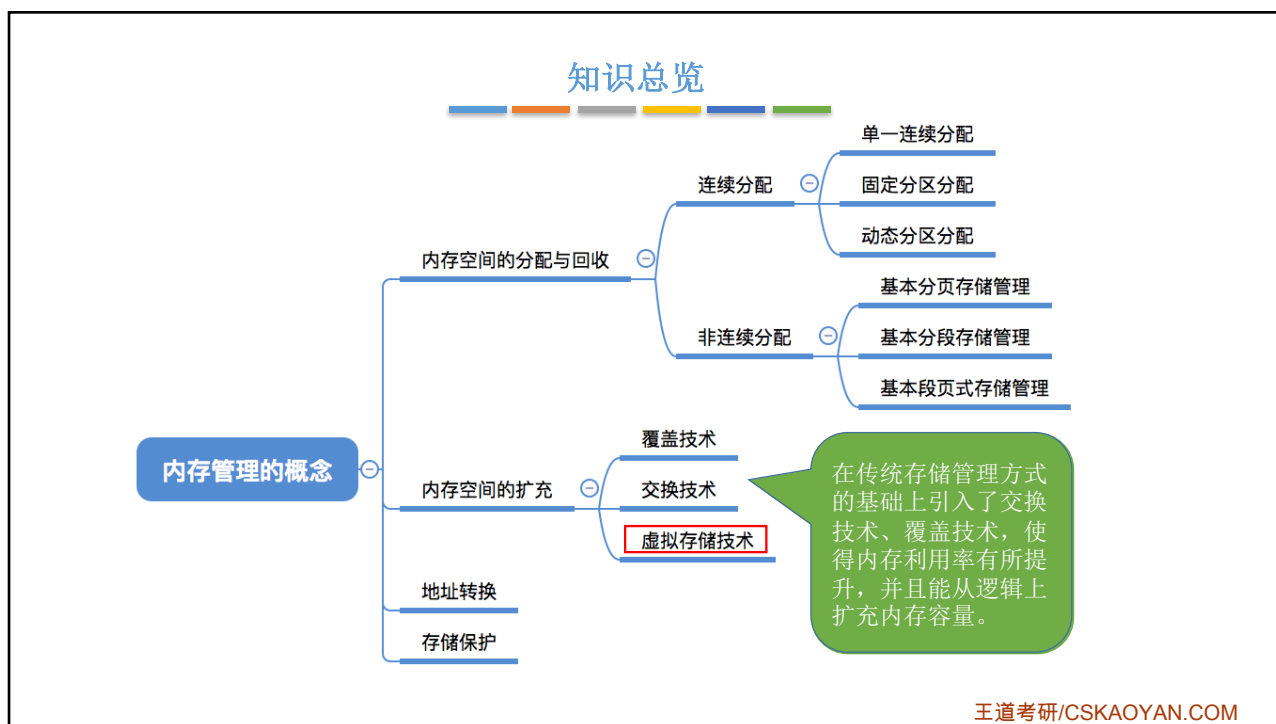 知识总览
单一连续分配
连续分配
固定分区分配
动态分区分配
内存空间的分配与回收
基本分页存储管理
非连续分配
基本分段存储管理
基本段页式存储管理
内存管理的概念
覆盖技术
内存空间的扩充
交换技术
虚拟存储技术
在传统存储管理方式
的基础上引入了交换
技术、覆盖技术，使
得内存利用率有所提
升，并且能从逻辑上
扩充内存容量。
地址转换
存储保护
王道考研/CSKAOYAN.COM